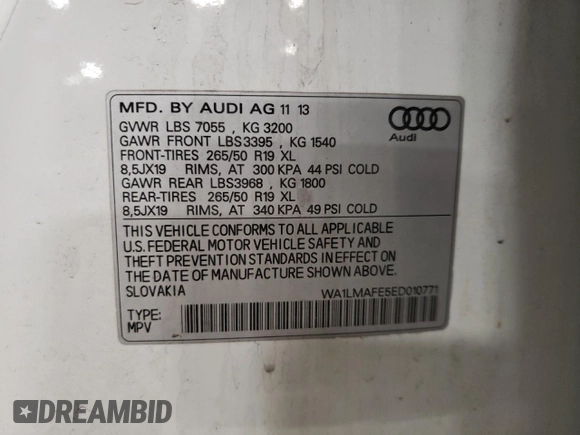 MFD. BY AUDI AG 11 13
GVWR LBS 7055 , KG 3200
GAWR FRONT LBS3395 , KG 1540
FRONT-TIRES 265/50 R19 XL
8,5JX19 RIMS, AT 300 KPA 44 PSI COLD
GAWR REAR LBS3968 , KG 1800
REAR-TIRES 265/50 R19 XL
8,5JX19 RIMS, AT 340 KPA 49 PSI COLD
Audi
THIS VEHICLE CONFORMS TO ALL APPLICABLE
U.S. FEDERAL MOTOR VEHICLE SAFETY AND
THEFT PREVENTION STANDARDS IN EFFECT ON
THE DATE OF MANUFACTURE SHOWN ABOVE.
SLOVAKIA WA1LMAFE5ED010771
TYPE:
MPV
DREAMBID